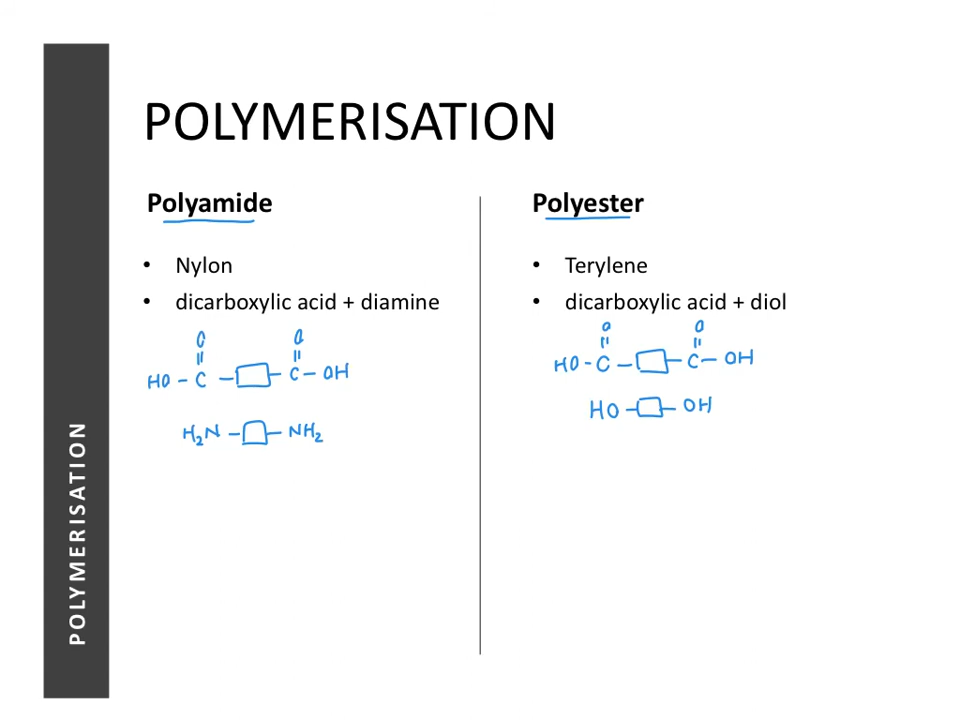 POLYMERISATION
POLYMERISATION
Polyamide
• Nylon
• dicarboxylic acid + diamine
O O
|| ||
HO - C - □ - C - OH
H₂N - □ - NH₂
Polyester
• Terylene
• dicarboxylic acid + diol
O O
|| ||
HO - C - □ - C - OH
HO - □ - OH